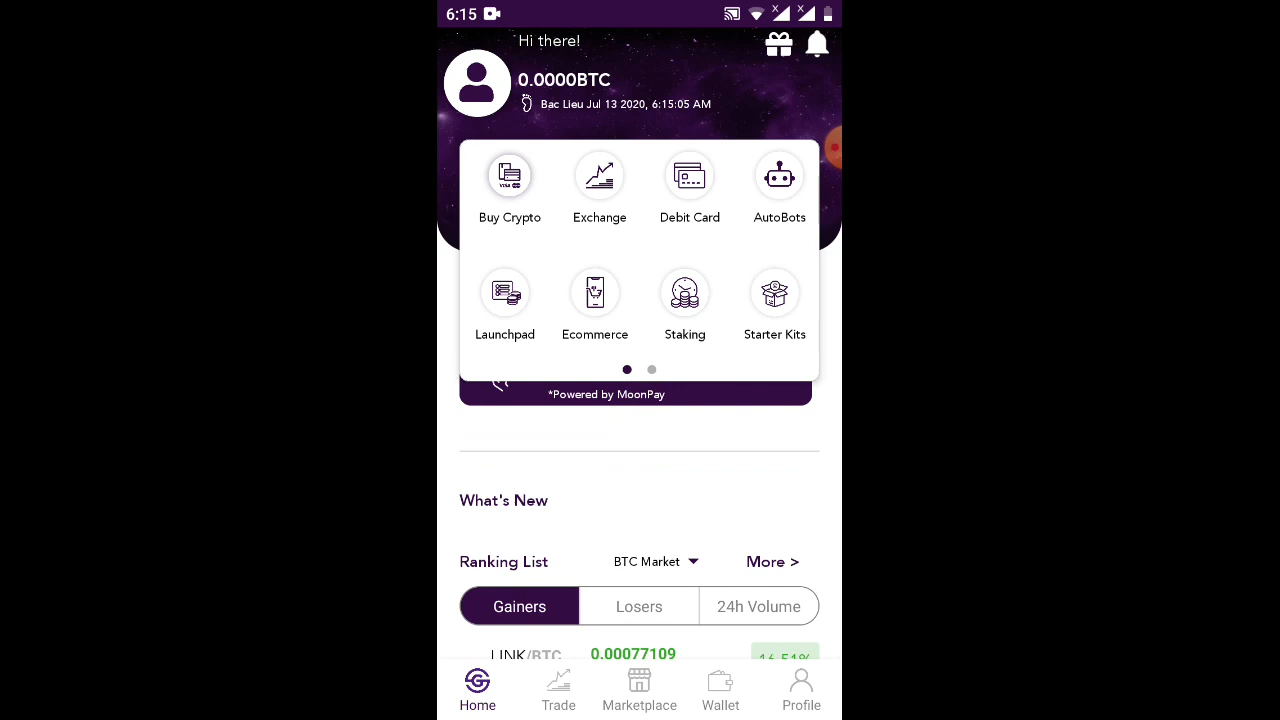 6:15
Hi there!
0.0000BTC
Bac Lieu Jul 13 2020, 6:15:05 AM
Buy Crypto Exchange Debit Card AutoBots
Launchpad Ecommerce Staking Starter Kits
*Powered by MoonPay
What's New
Ranking List BTC Market More >
Gainers Losers 24h Volume
LINK/BTC 0.00077109 16.51%
Home Trade Marketplace Wallet Profile